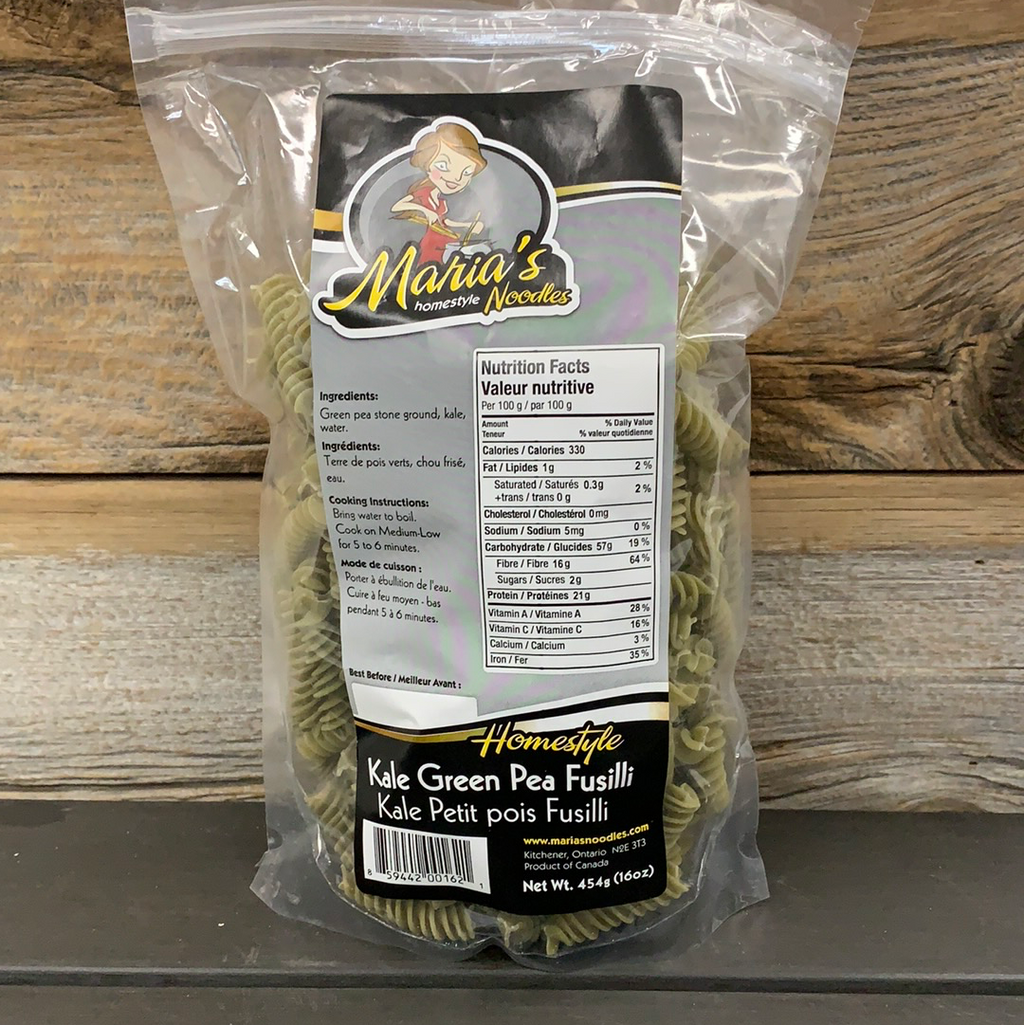 Maria's
homestyle Noodles
Ingredients:
Green pea stone ground, kale,
water.
Ingrédients:
Terre de pois verts, chou frisé,
eau.
Cooking Instructions:
Bring water to boil.
Cook on Medium-Low
for 5 to 6 minutes.
Mode de cuisson :
Porter à ébullition de l'eau.
Cuire à feu moyen - bas
pendant 5 à 6 minutes.
Best Before / Meilleur Avant :
Nutrition Facts
Valeur nutritive
Per 100 g / par 100 g
Amount % Daily Value
Teneur % valeur quotidienne
Calories / Calories 330
Fat / Lipides 1g 2 %
Saturated / Saturés 0.3g
+trans / trans 0 g 2 %
Cholesterol / Cholestérol 0mg
Sodium / Sodium 5mg 0 %
Carbohydrate / Glucides 57g 19 %
Fibre / Fibre 16g 64 %
Sugars / Sucres 2g
Protein / Protéines 21g
Vitamin A / Vitamine A 28 %
Vitamin C / Vitamine C 16 %
Calcium / Calcium 3 %
Iron / Fer 35 %
Homestyle
Kale Green Pea Fusilli
Kale Petit pois Fusilli
8 59442 00162 1
www.mariasnoodles.com
Kitchener, Ontario N2E 3T3
Product of Canada
Net Wt. 454g (16oz)